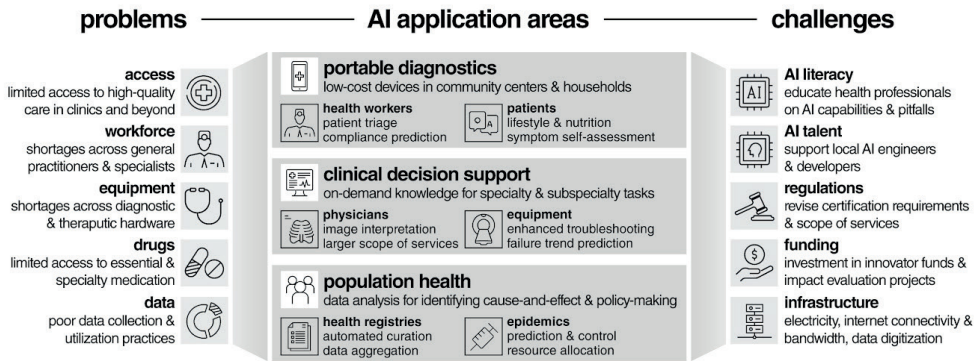 problems
AI application areas
challenges
access
limited access to high-quality
care in clinics and beyond
workforce
shortages across general
practitioners & specialists
equipment
shortages across diagnostic
& theraputic hardware
drugs
limited access to essential &
specialty medication
data
poor data collection &
utilization practices
portable diagnostics
low-cost devices in community centers & households
health workers
patient triage
compliance prediction
patients
lifestyle & nutrition
symptom self-assessment
clinical decision support
on-demand knowledge for specialty & subspecialty tasks
physicians
image interpretation
larger scope of services
equipment
enhanced troubleshooting
failure trend prediction
population health
data analysis for identifying cause-and-effect & policy-making
health registries
automated curation
data aggregation
epidemics
prediction & control
resource allocation
AI
AI literacy
educate health professionals
on AI capabilities & pitfalls
AI talent
support local AI engineers
& developers
regulations
revise certification requirements
& scope of services
$
funding
investment in innovator funds &
impact evaluation projects
infrastructure
electricity, internet connectivity &
bandwidth, data digitization